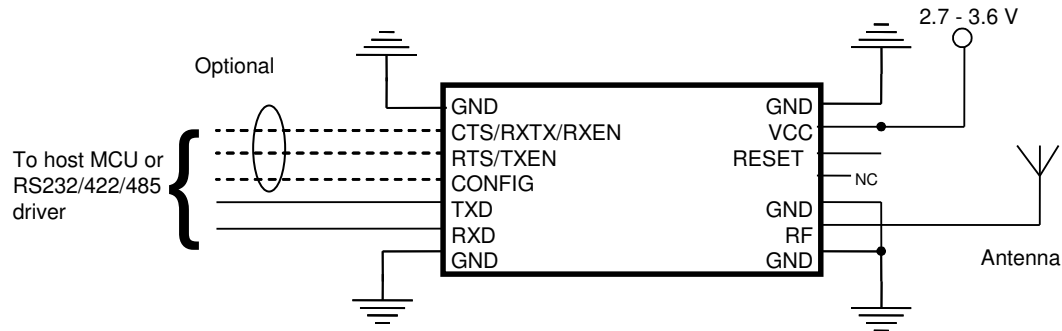 2.7 - 3.6 V
Optional
To host MCU or
RS232/422/485
driver
GND
CTS/RXTX/RXEN
RTS/TXEN
CONFIG
TXD
RXD
GND
GND
VCC
RESET
NC
GND
RF
GND
Antenna